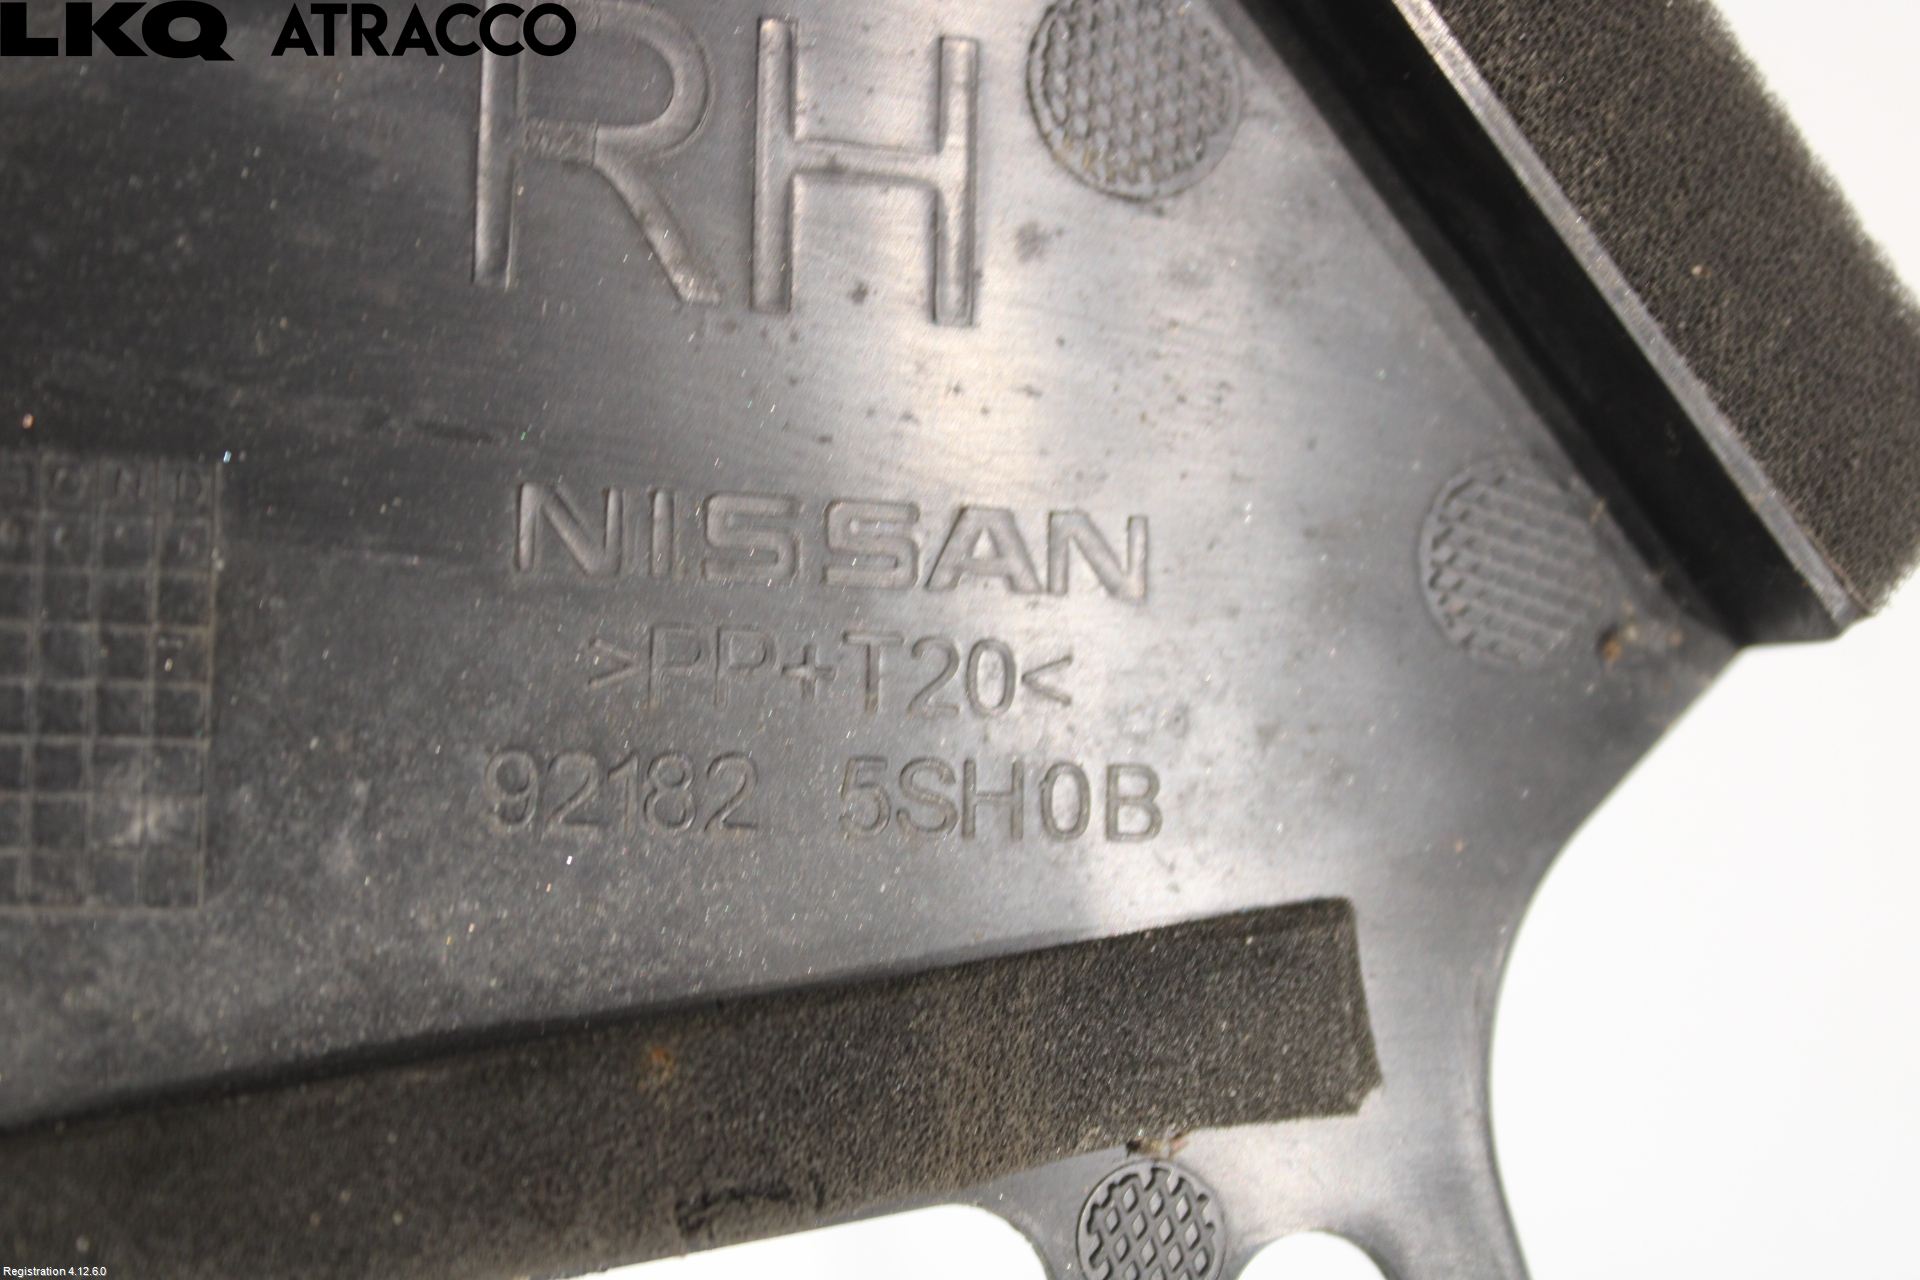 LKQ ATRACCO
RH
NISSAN
>PP+T20<
92182 5SH0B
Registration 4.12.6.0